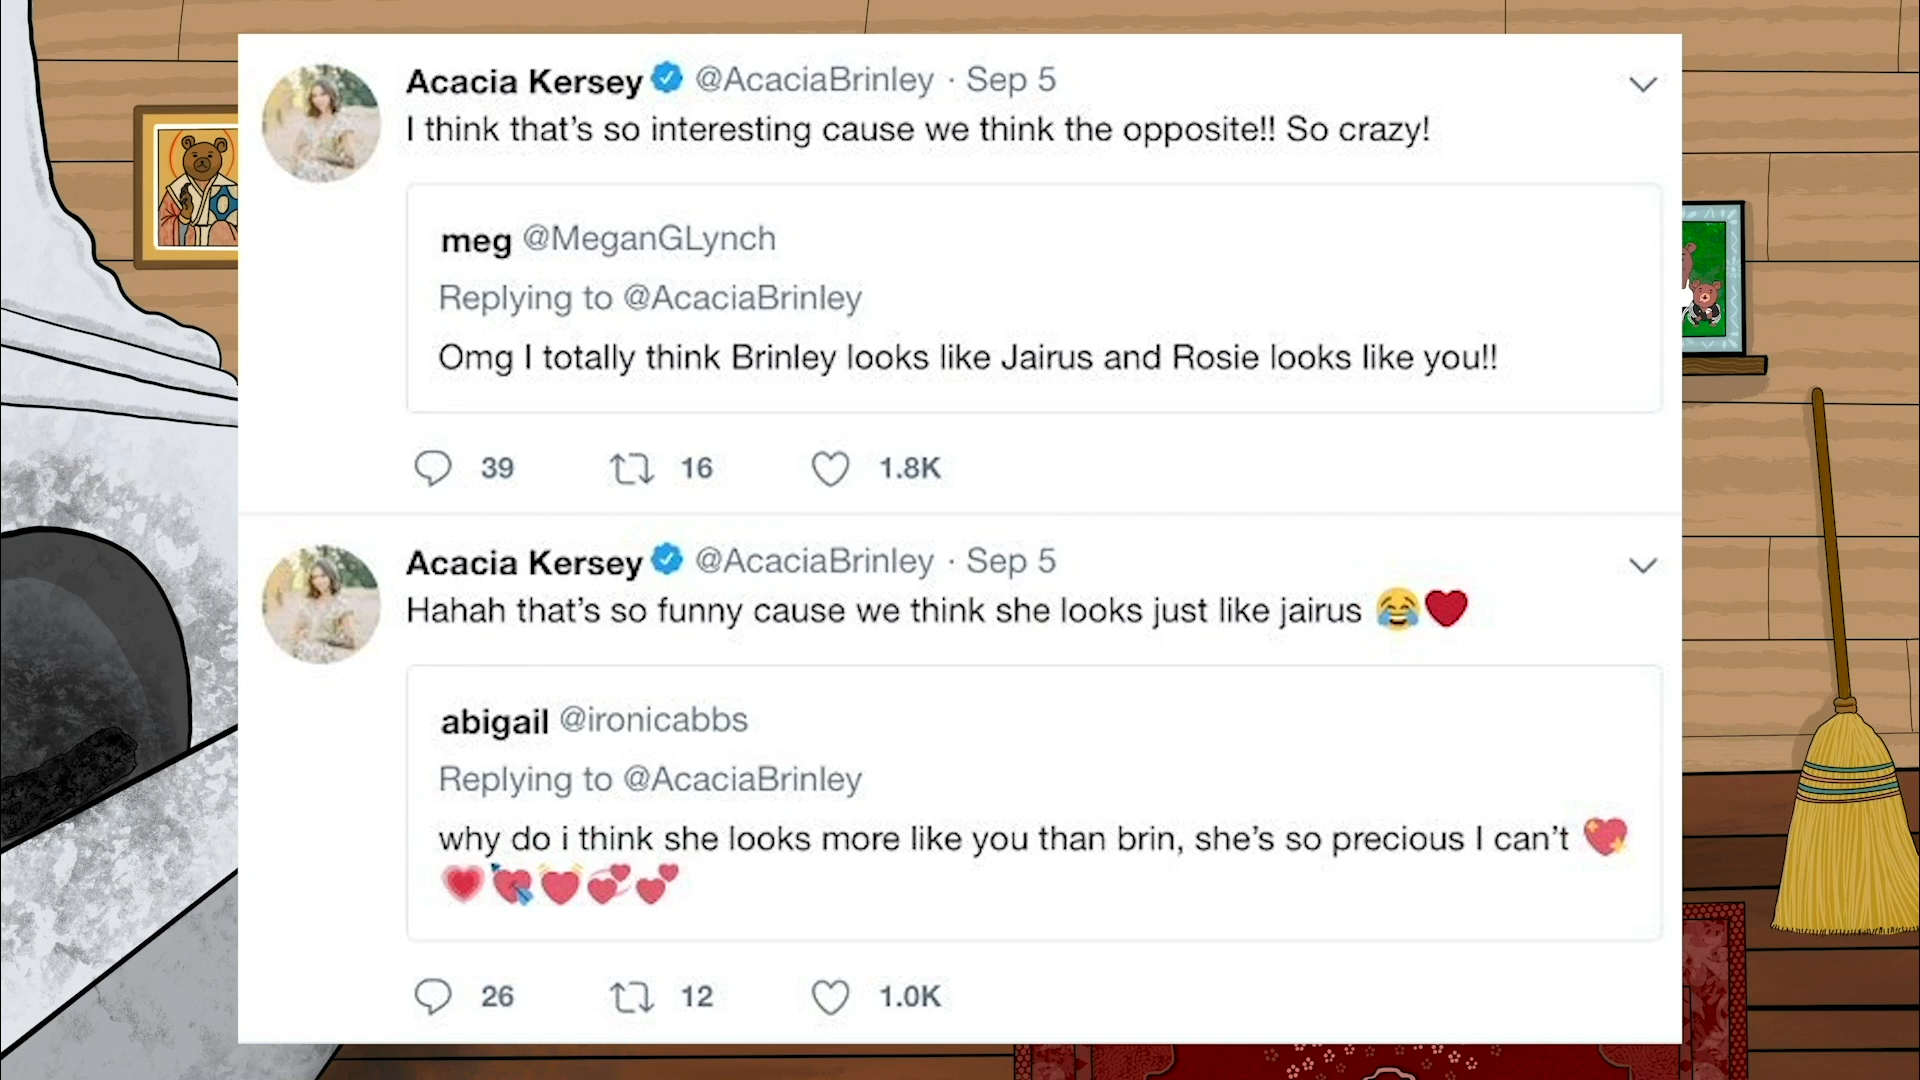 Acacia Kersey @AcaciaBrinley · Sep 5
I think that’s so interesting cause we think the opposite!! So crazy!
meg @MeganGLynch
Replying to @AcaciaBrinley
Omg I totally think Brinley looks like Jairus and Rosie looks like you!!
39 16 1.8K
Acacia Kersey @AcaciaBrinley · Sep 5
Hahah that’s so funny cause we think she looks just like jairus 😂❤️
abigail @ironicabbs
Replying to @AcaciaBrinley
why do i think she looks more like you than brin, she’s so precious I can’t 💖
💗💘💓💞💕
26 12 1.0K